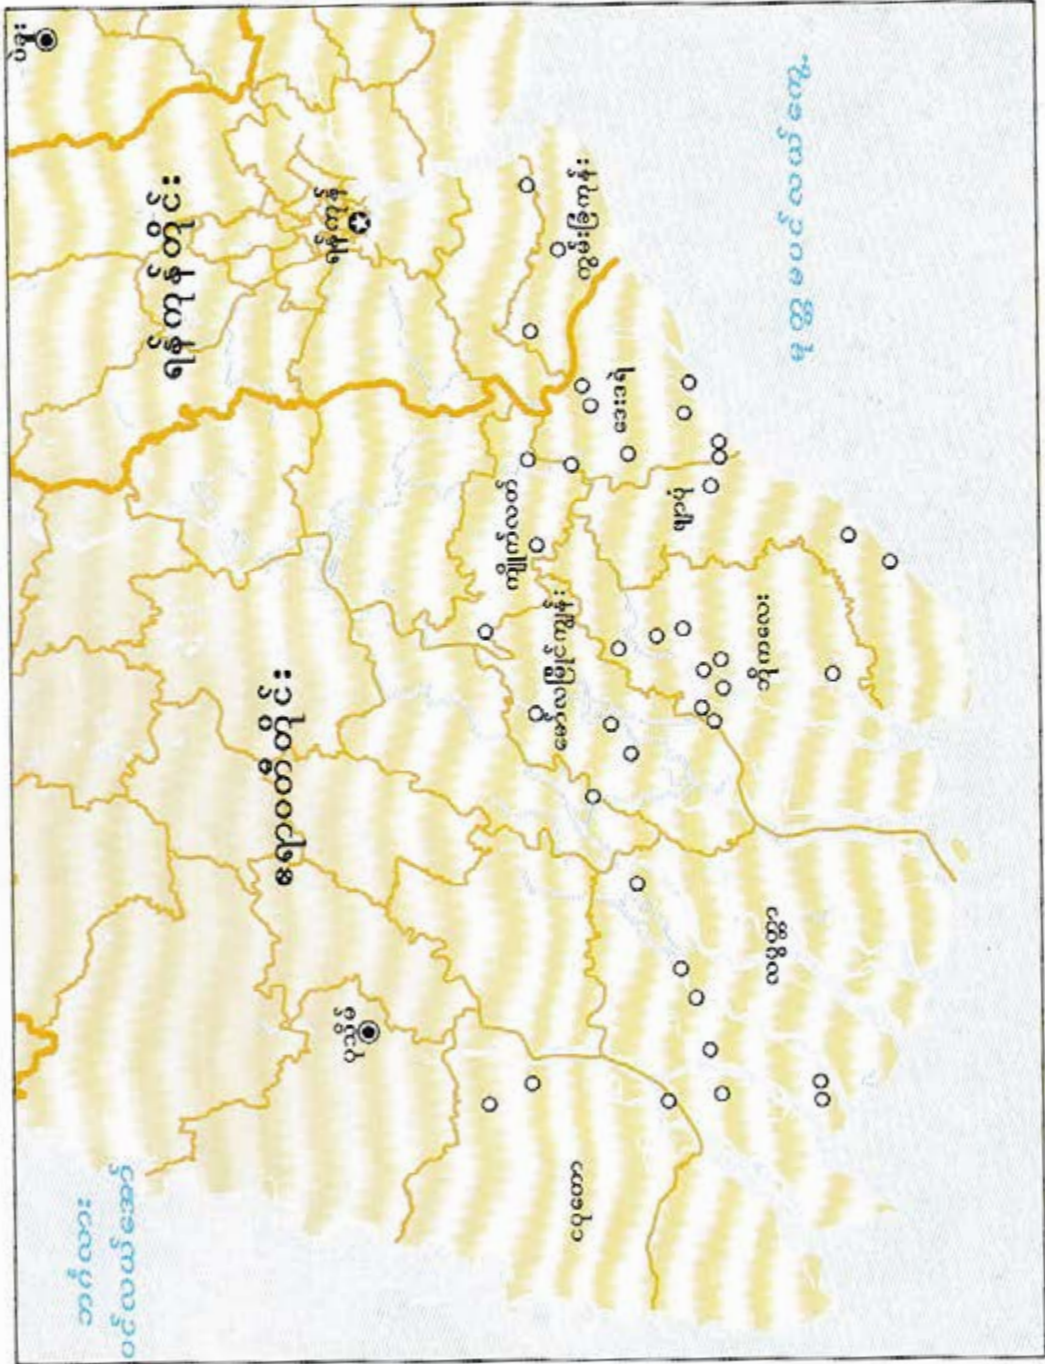 ဘင်္ဂလား
ပင်လယ်အော်
ပဲခူး
ရန်ကုန်တိုင်း
ဧရာဝတီတိုင်း
ရန်ကုန်
ပုသိမ်
ကျိုက်လတ်
မော်လမြိုင်ကျွန်း
ကွမ်းခြံကုန်း
ငပုတော
ဒေးဒရဲ
ဖျာပုံ
ဘိုကလေး
လပွတ္တာ
မုတ္တမပင်လယ်ကွေ့